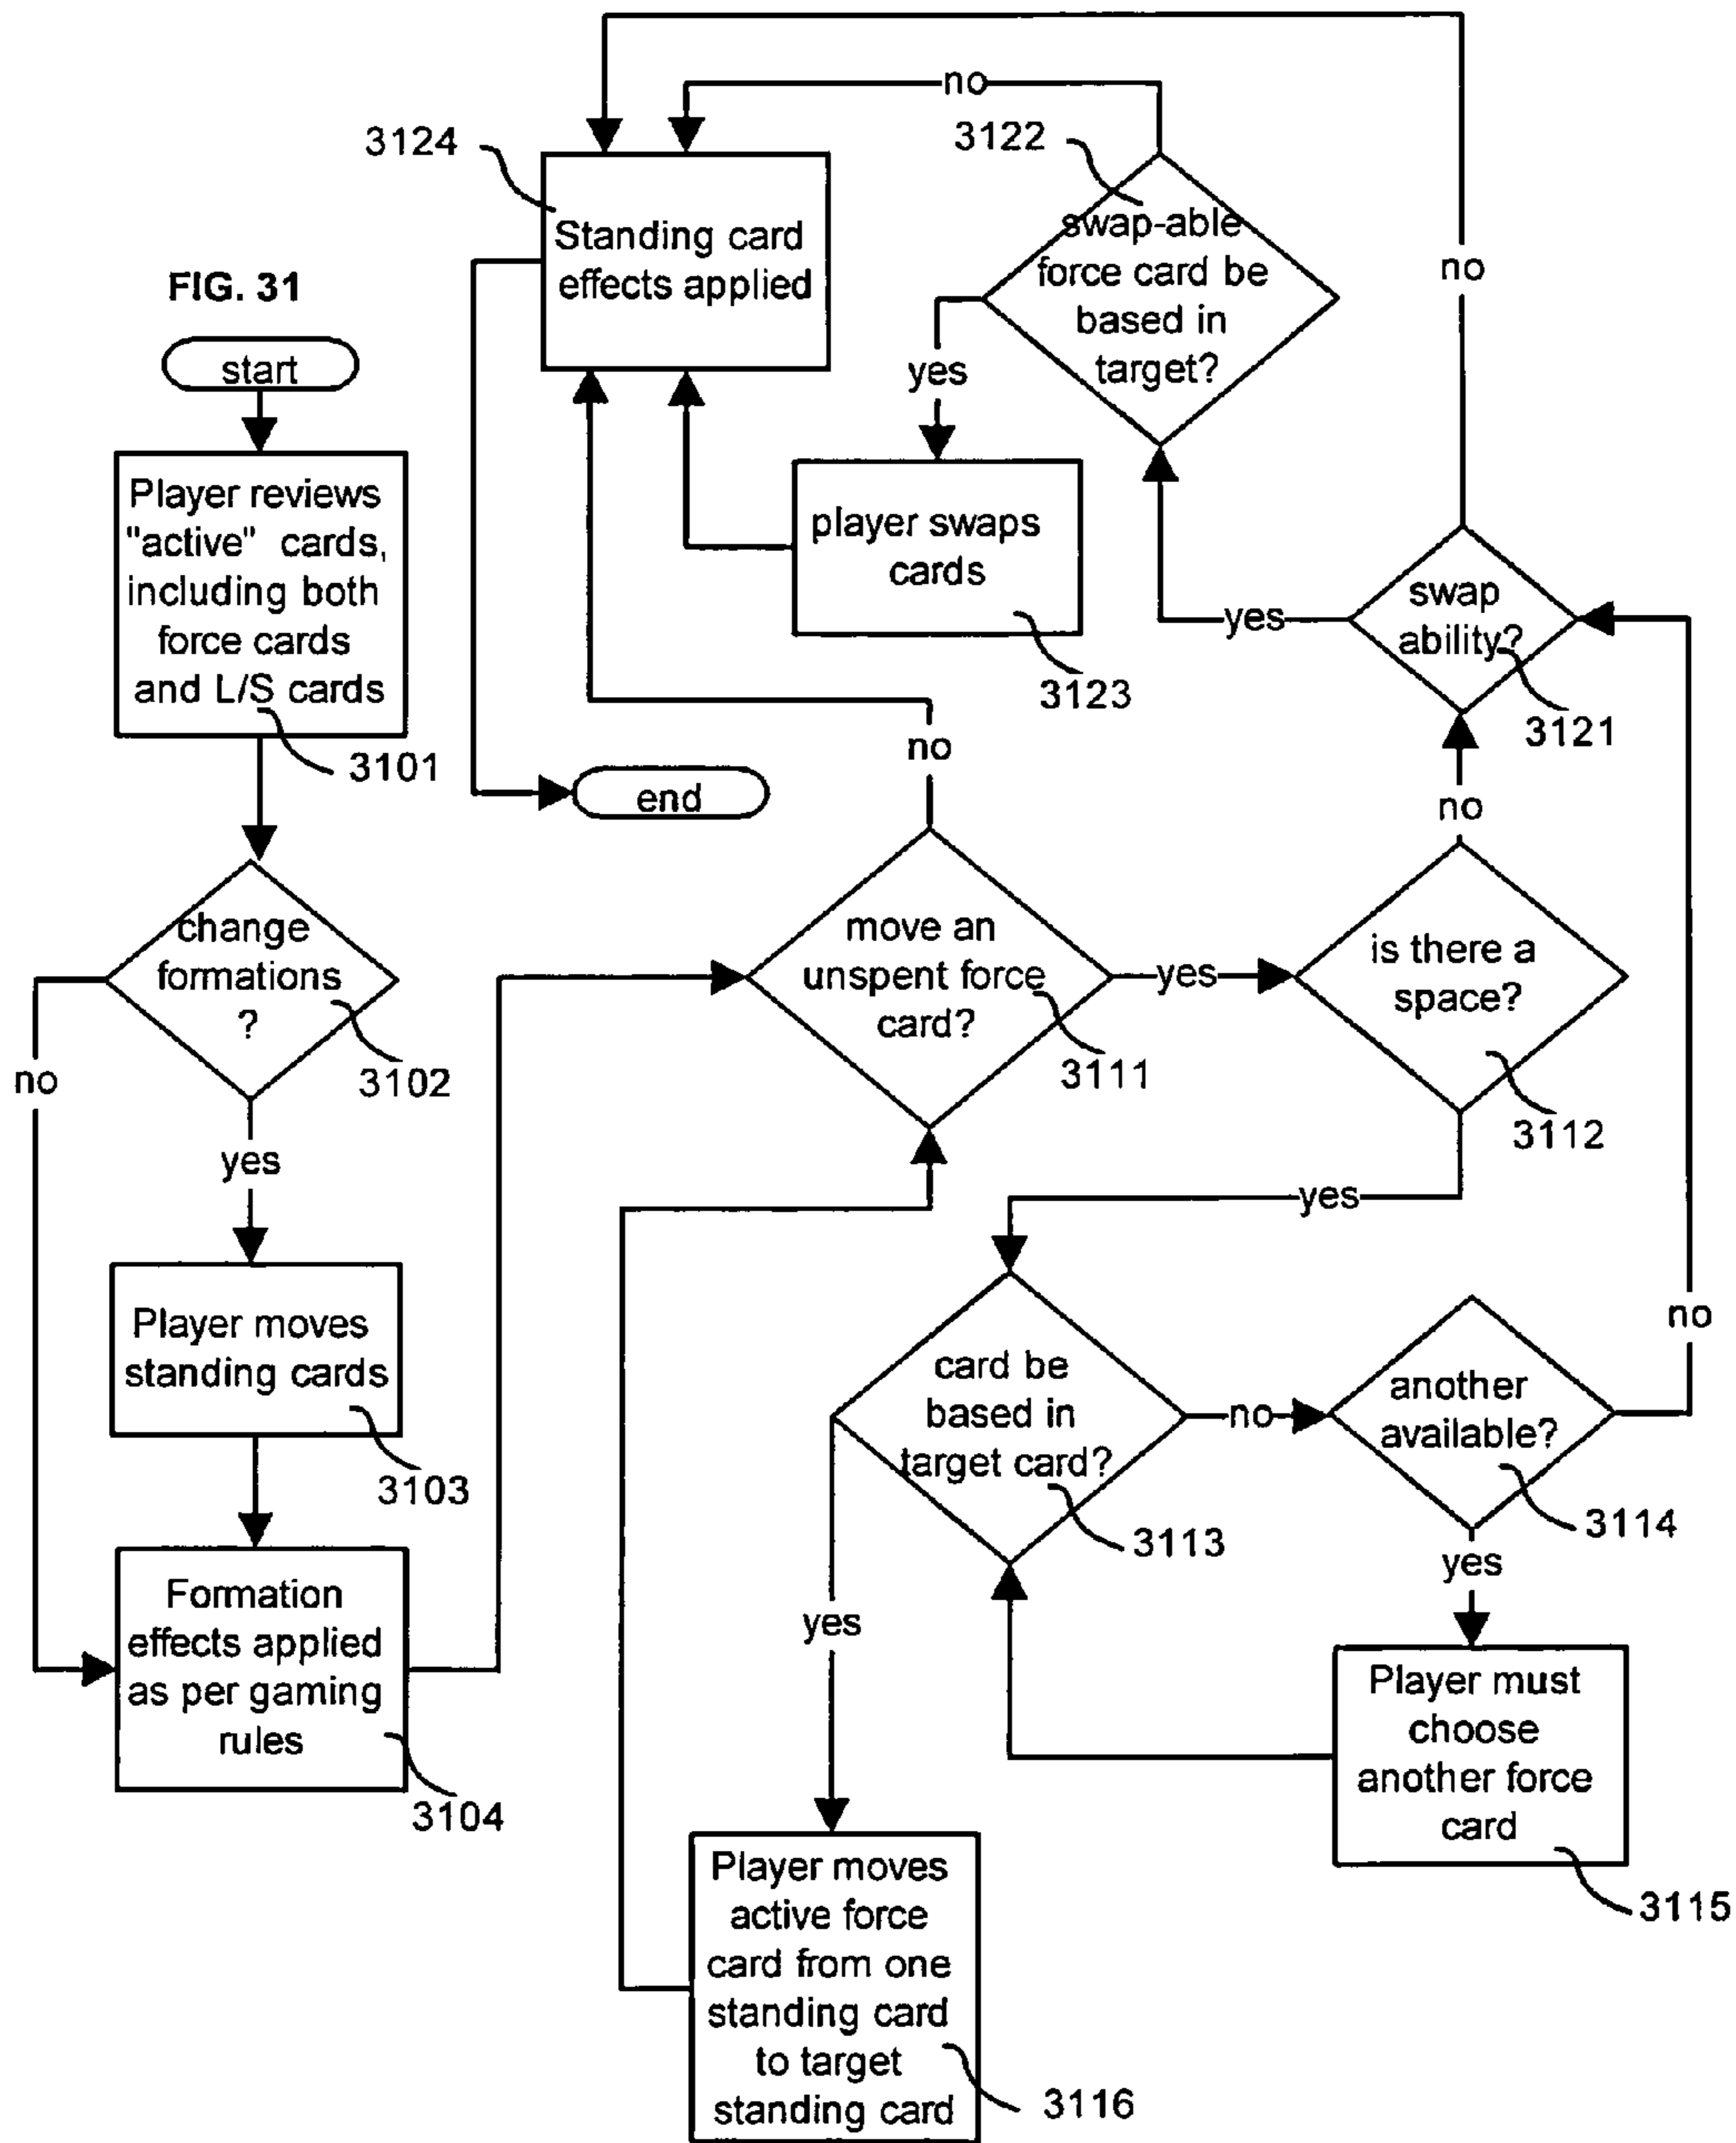 FIG. 31
start
Player reviews
"active" cards,
including both
force cards
and L/S cards
3101
change
formations
?
3102
no
yes
Player moves
standing cards
3103
Formation
effects applied
as per gaming
rules
3104
move an
unspent force
card?
3111
no
yes
is there a
space?
3112
no
yes
card be
based in
target card?
3113
no
yes
another
available?
3114
no
yes
Player must
choose
another force
card
3115
Player moves
active force
card from one
standing card
to target
standing card
3116
swap
ability?
3121
no
yes
swap-able
force card be
based in
target?
3122
no
yes
player swaps
cards
3123
Standing card
effects applied
3124
end